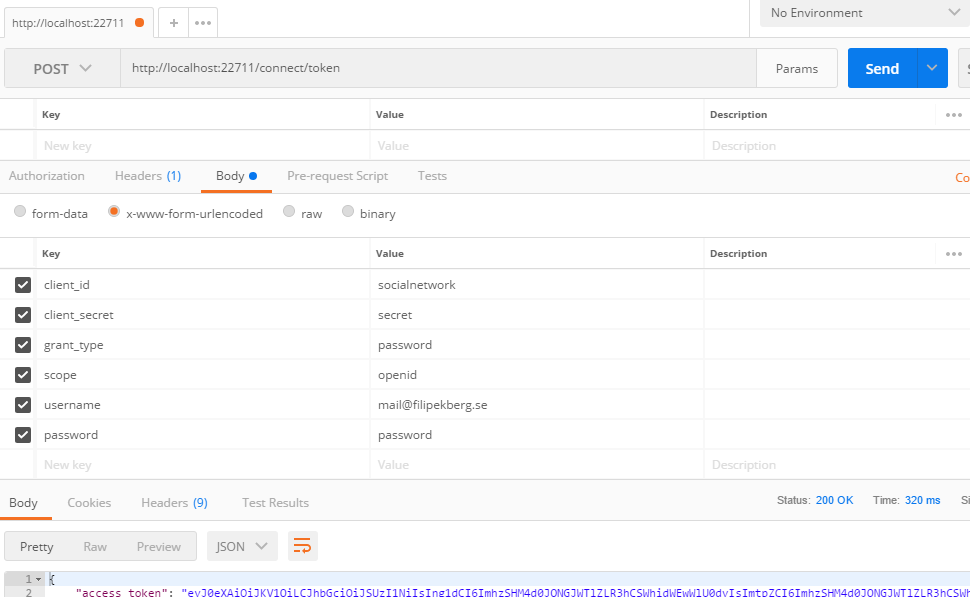 http://localhost:22711 + ••• No Environment
POST http://localhost:22711/connect/token Params Send
Key Value Description •••
New key Value Description
Authorization Headers (1) Body Pre-request Script Tests Co
form-data x-www-form-urlencoded raw binary
Key Value Description •••
client_id socialnetwork
client_secret secret
grant_type password
scope openid
username mail@filipekberg.se
password password
New key Value Description
Body Cookies Headers (9) Test Results Status: 200 OK Time: 320 ms Si
Pretty Raw Preview JSON
1 {
2 "access_token":